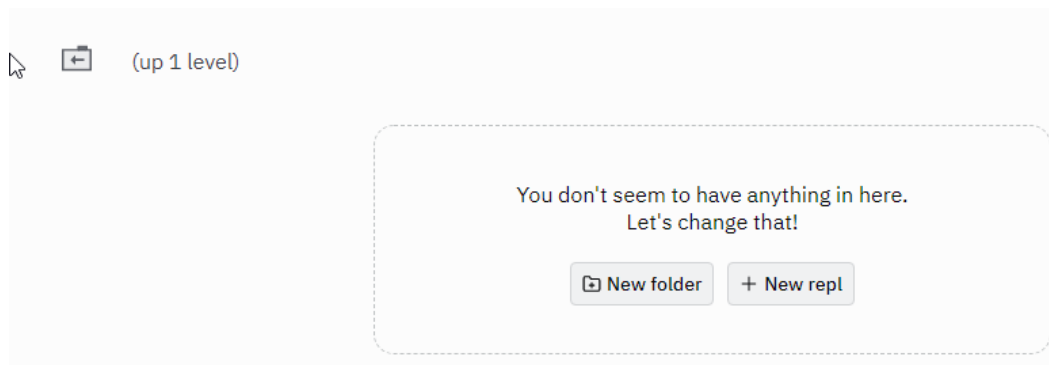 (up 1 level)
You don't seem to have anything in here.
Let's change that!
New folder
+ New repl